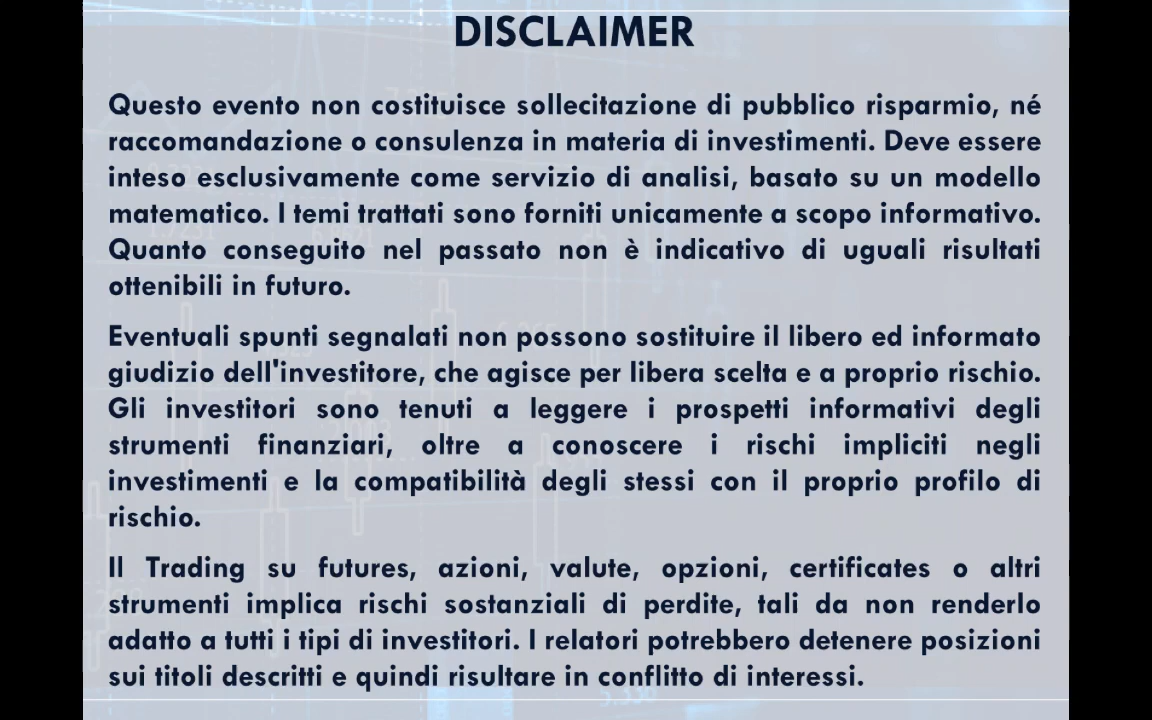 DISCLAIMER
Questo evento non costituisce sollecitazione di pubblico risparmio, né
raccomandazione o consulenza in materia di investimenti. Deve essere
inteso esclusivamente come servizio di analisi, basato su un modello
matematico. I temi trattati sono forniti unicamente a scopo informativo.
Quanto conseguito nel passato non è indicativo di uguali risultati
ottenibili in futuro.
Eventuali spunti segnalati non possono sostituire il libero ed informato
giudizio dell'investitore, che agisce per libera scelta e a proprio rischio.
Gli investitori sono tenuti a leggere i prospetti informativi degli
strumenti finanziari, oltre a conoscere i rischi impliciti negli
investimenti e la compatibilità degli stessi con il proprio profilo di
rischio.
Il Trading su futures, azioni, valute, opzioni, certificates o altri
strumenti implica rischi sostanziali di perdite, tali da non renderlo
adatto a tutti i tipi di investitori. I relatori potrebbero detenere posizioni
sui titoli descritti e quindi risultare in conflitto di interessi.